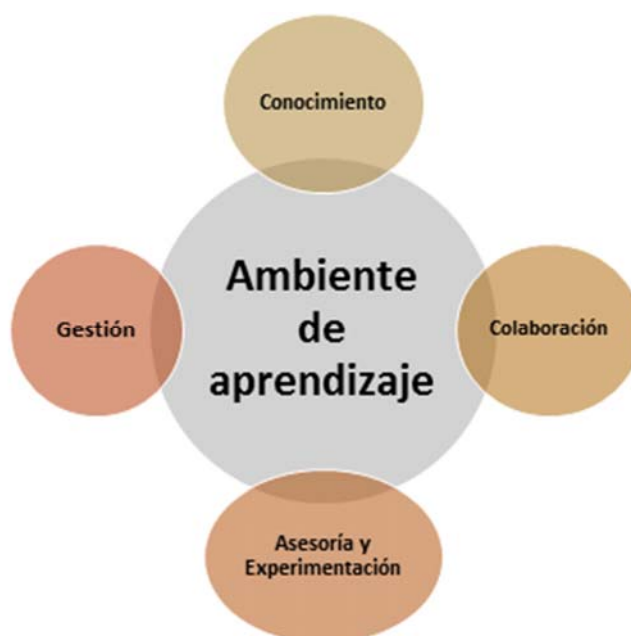 Conocimiento
Ambiente
de
aprendizaje
Gestión
Colaboración
Asesoría y
Experimentación